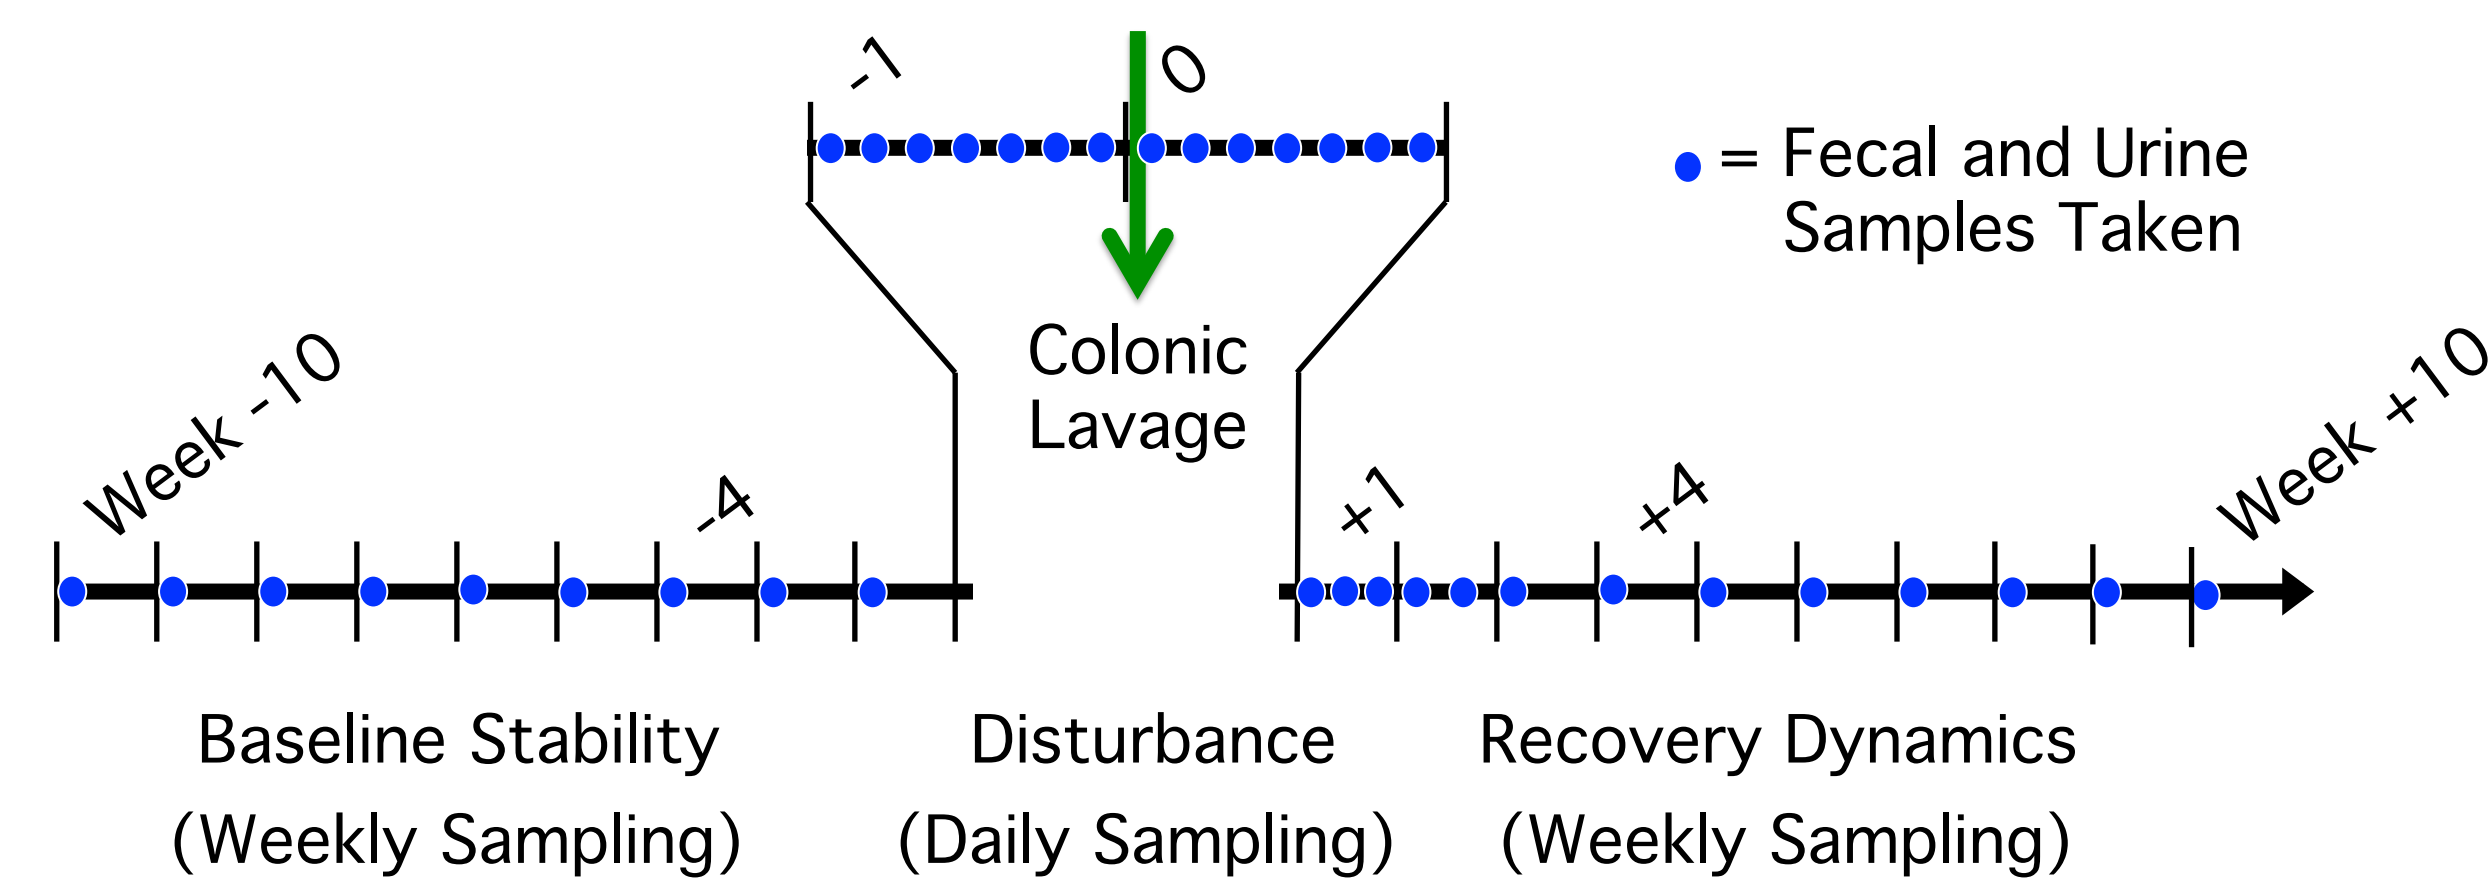 -1
0
= Fecal and Urine
Samples Taken
Colonic
Lavage
Week -10
-4
+1
+4
Week +10
Baseline Stability
(Weekly Sampling)
Disturbance
(Daily Sampling)
Recovery Dynamics
(Weekly Sampling)